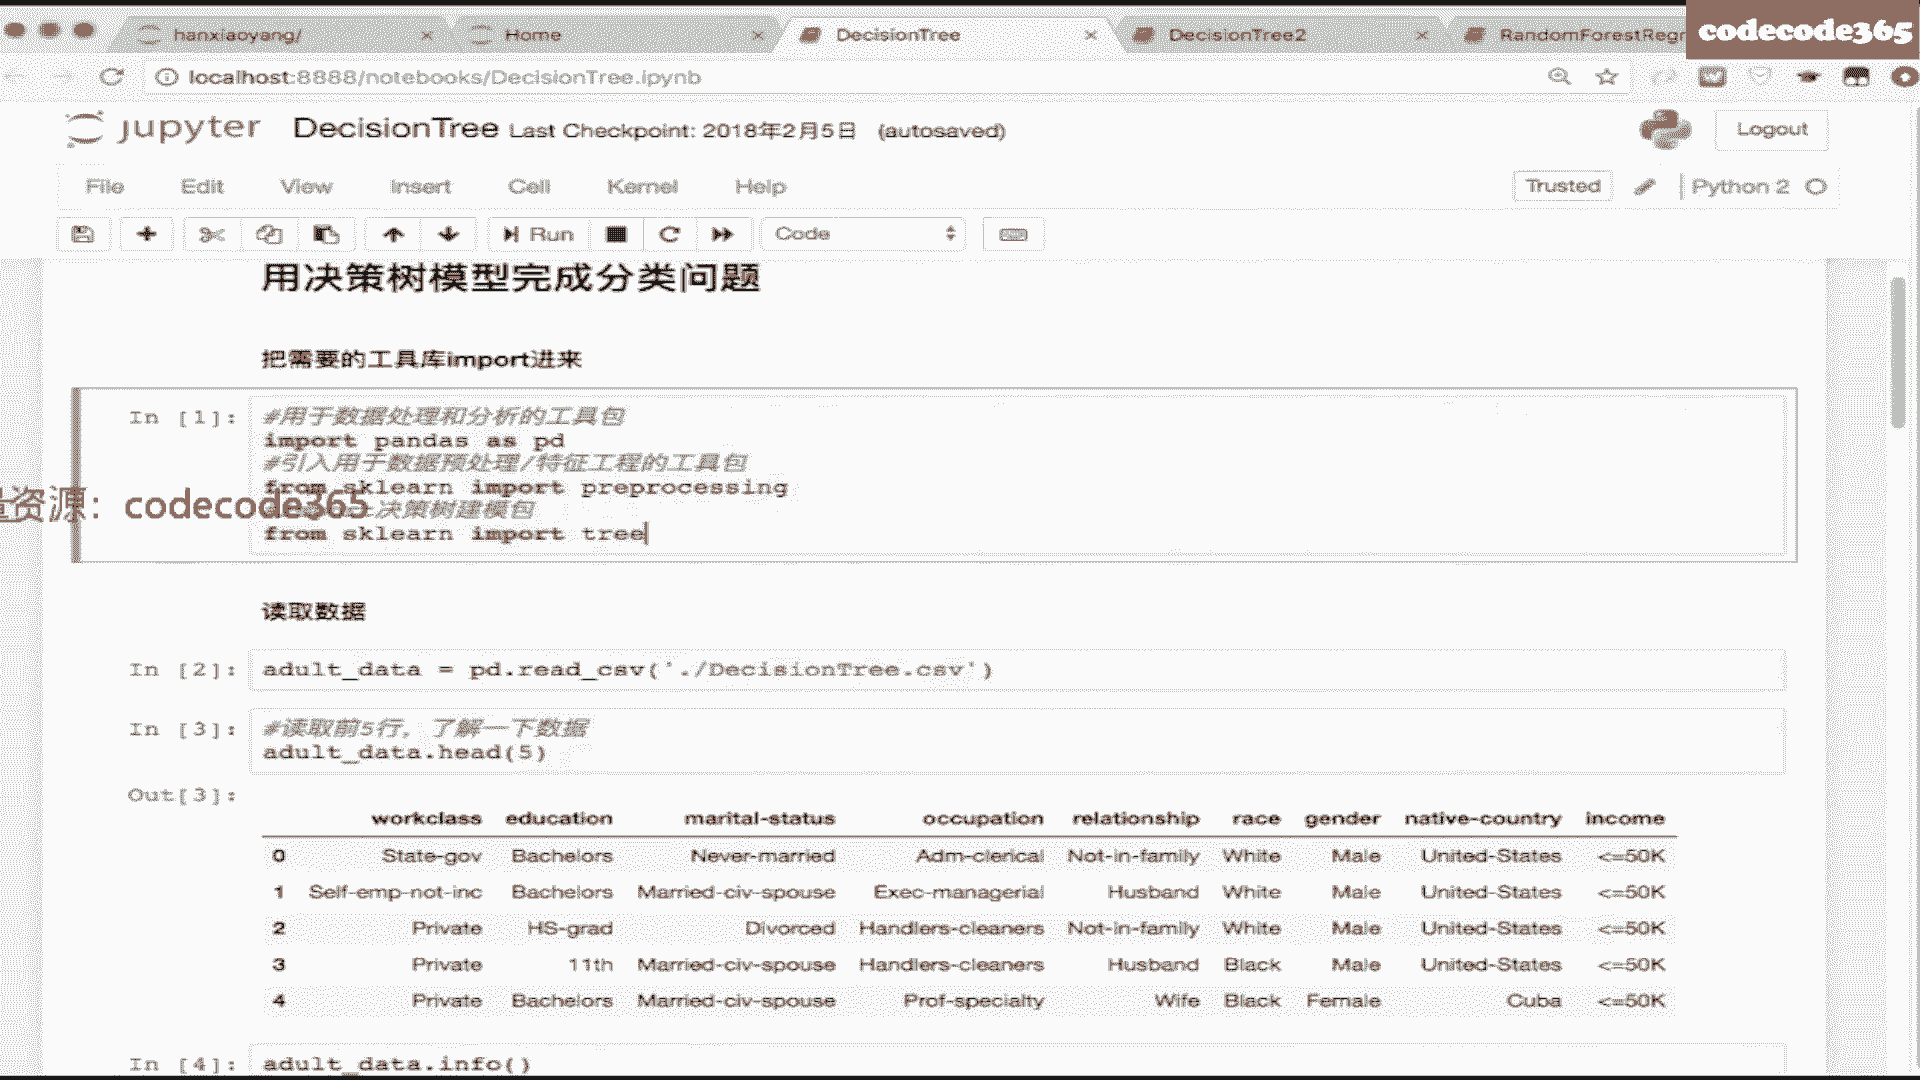 hanxiaoyang/ Home DecisionTree DecisionTree2 RandomForestRegr
codecode365
localhost:8888/notebooks/DecisionTree.ipynb
jupyter DecisionTree Last Checkpoint: 2018年2月5日 (autosaved)
Logout
File Edit View Insert Cell Kernel Help
Trusted Python 2
Run Code
用决策树模型完成分类问题
把需要的工具库import进来
In [1]: #用于数据处理和分析的工具包
import pandas as pd
#引入用于数据预处理/特征工程的工具包
from sklearn import preprocessing
资源：codecode365
决策树建模包
from sklearn import tree
读取数据
In [2]: adult_data = pd.read_csv('./DecisionTree.csv')
In [3]: #读取前5行，了解一下数据
adult_data.head(5)
Out[3]:
workclass education marital-status occupation relationship race gender native-country income
0 State-gov Bachelors Never-married Adm-clerical Not-in-family White Male United-States <=50K
1 Self-emp-not-inc Bachelors Married-civ-spouse Exec-managerial Husband White Male United-States <=50K
2 Private HS-grad Divorced Handlers-cleaners Not-in-family White Male United-States <=50K
3 Private 11th Married-civ-spouse Handlers-cleaners Husband Black Male United-States <=50K
4 Private Bachelors Married-civ-spouse Prof-specialty Wife Black Female Cuba <=50K
In [4]: adult_data.info()